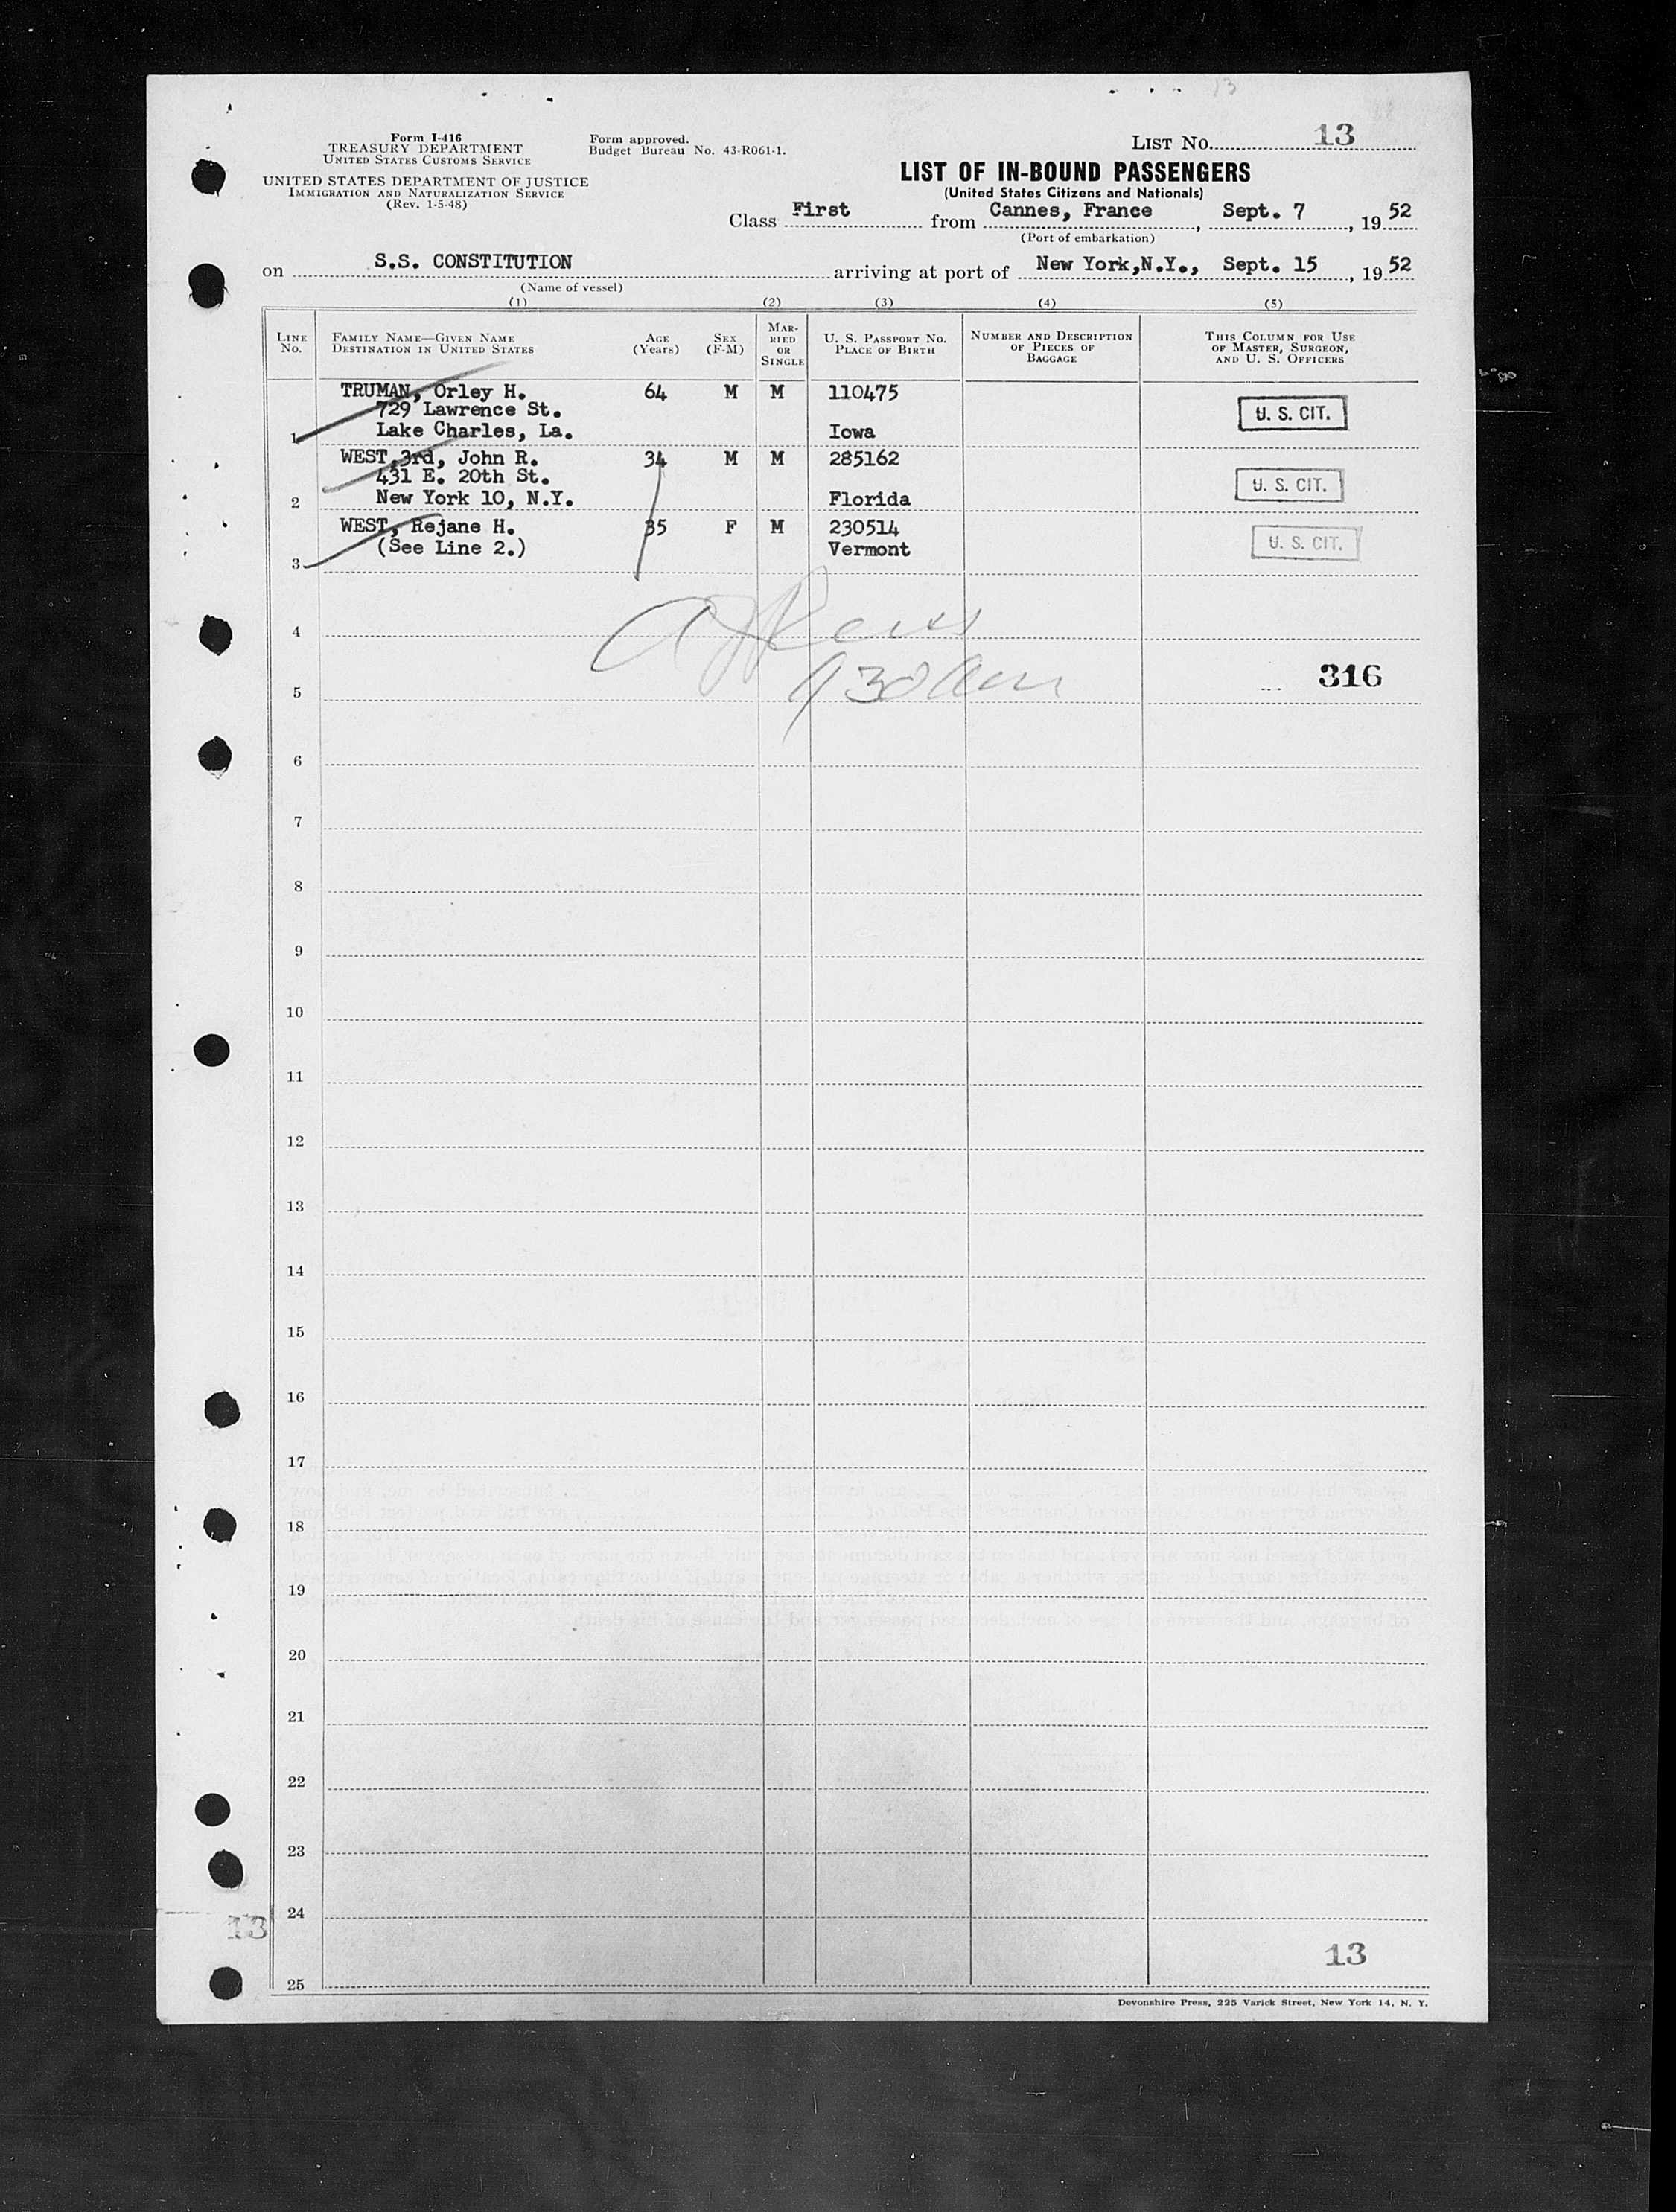 13
Form I-416
TREASURY DEPARTMENT
UNITED STATES CUSTOMS SERVICE
UNITED STATES DEPARTMENT OF JUSTICE
IMMIGRATION AND NATURALIZATION SERVICE
(Rev. 1-5-48)
Form approved.
Budget Bureau No. 43-R061-1.
LIST No. 13
LIST OF IN-BOUND PASSENGERS
(United States Citizens and Nationals)
Class First from Cannes, France, Sept. 7, 1952
(Port of embarkation)
on S.S. CONSTITUTION arriving at port of New York,N.Y., Sept. 15, 1952
(Name of vessel)
(1) (2) (3) (4) (5)
LINE No.
FAMILY NAME—GIVEN NAME
DESTINATION IN UNITED STATES
AGE (Years)
SEX (F-M)
MARRIED OR SINGLE
U. S. PASSPORT NO.
PLACE OF BIRTH
NUMBER AND DESCRIPTION
OF PIECES OF
BAGGAGE
THIS COLUMN FOR USE
OF MASTER, SURGEON,
AND U. S. OFFICERS
TRUMAN, Orley H. 64 M M 110475
729 Lawrence St. U. S. CIT.
1 Lake Charles, La. Iowa
WEST,3rd, John R. 34 M M 285162
431 E. 20th St. U. S. CIT.
2 New York 10, N.Y. Florida
WEST, Rejane H. 35 F M 230514
(See Line 2.) Vermont U. S. CIT.
3
4
930 am 316
5
6
7
8
9
10
11
12
13
14
15
16
17
18
19
20
21
22
23
24
13
13
25
Devonshire Press, 225 Varick Street, New York 14, N. Y.